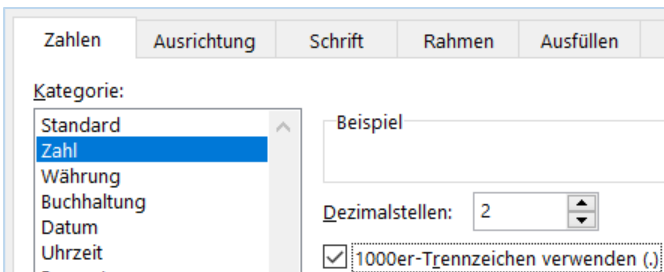 Zahlen Ausrichtung Schrift Rahmen Ausfüllen
Kategorie:
Standard
Zahl
Währung
Buchhaltung
Datum
Uhrzeit
Beispiel
Dezimalstellen: 2
1000er-Trennzeichen verwenden (.)